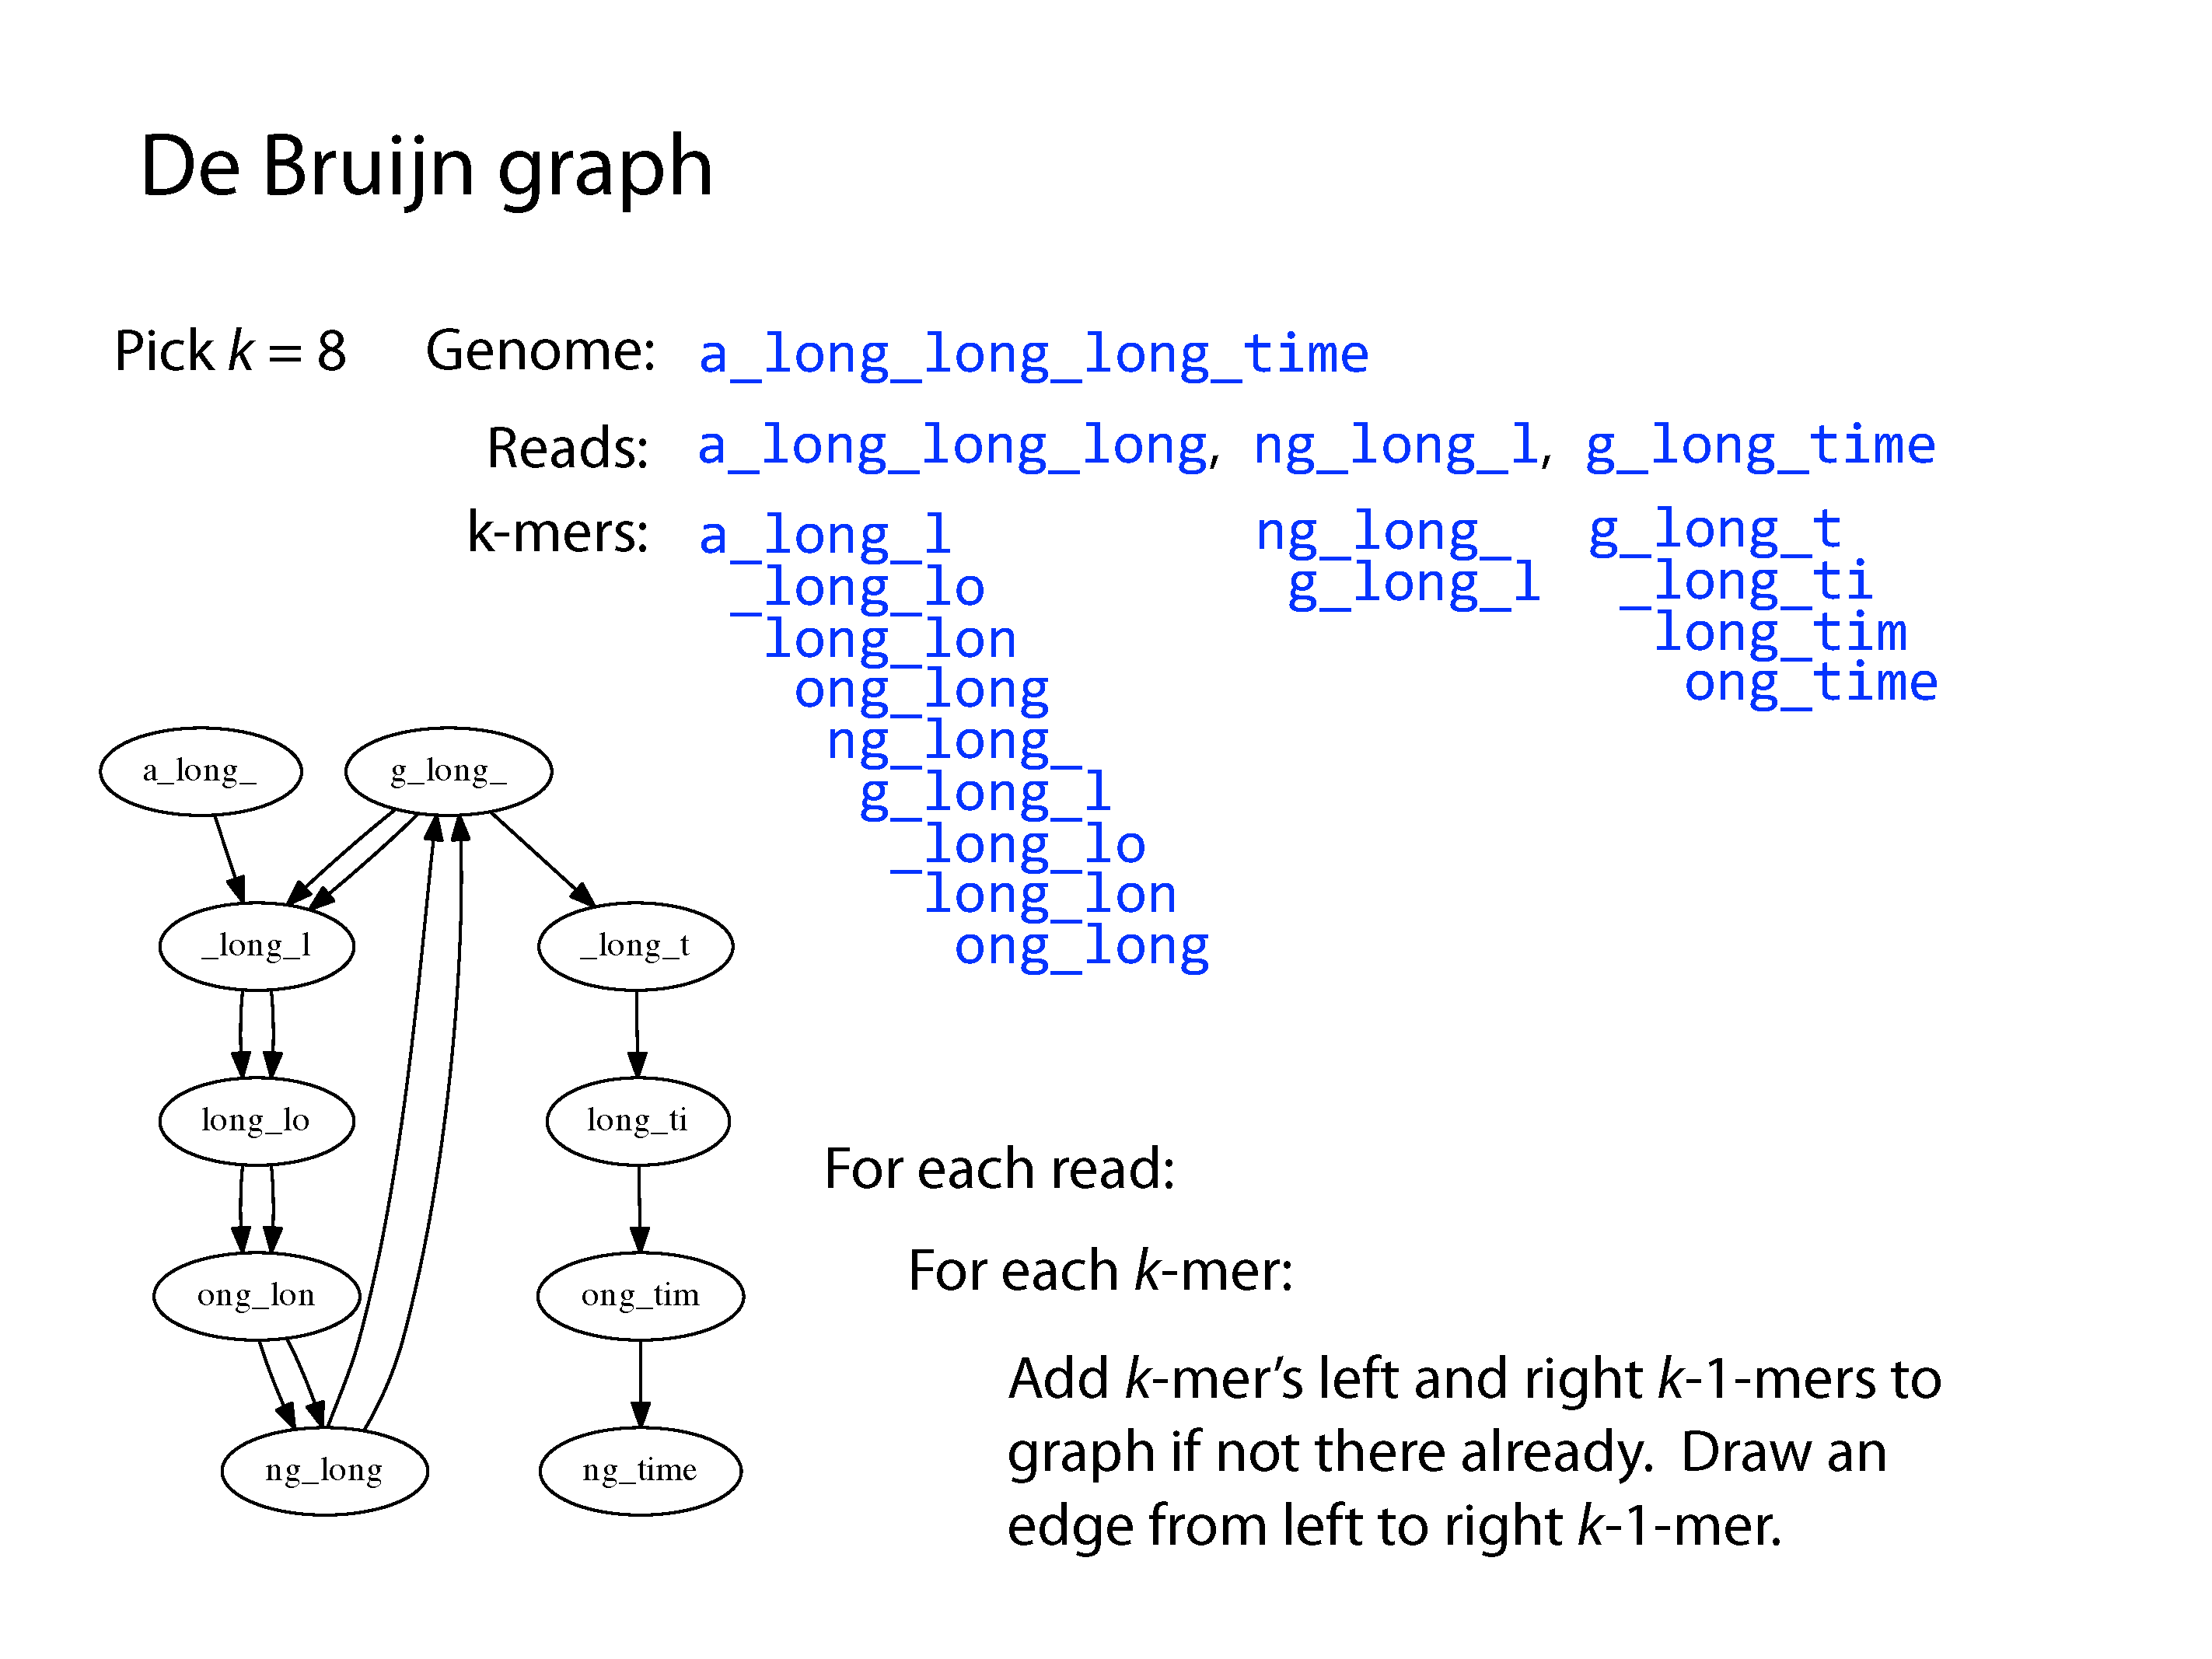 De Bruijn graph
Pick k = 8 Genome: a_long_long_long_time
Reads: a_long_long_long, ng_long_l, g_long_time
k-mers: a_long_l ng_long_ g_long_t
_long_lo g_long_l _long_ti
long_lon long_tim
ong_long ong_time
ng_long_
g_long_l
_long_lo
long_lon
ong_long
a_long_ g_long_
_long_l _long_t
long_lo long_ti
ong_lon ong_tim
ng_long ng_time
For each read:
For each k-mer:
Add k-mer’s left and right k-1-mers to
graph if not there already. Draw an
edge from left to right k-1-mer.